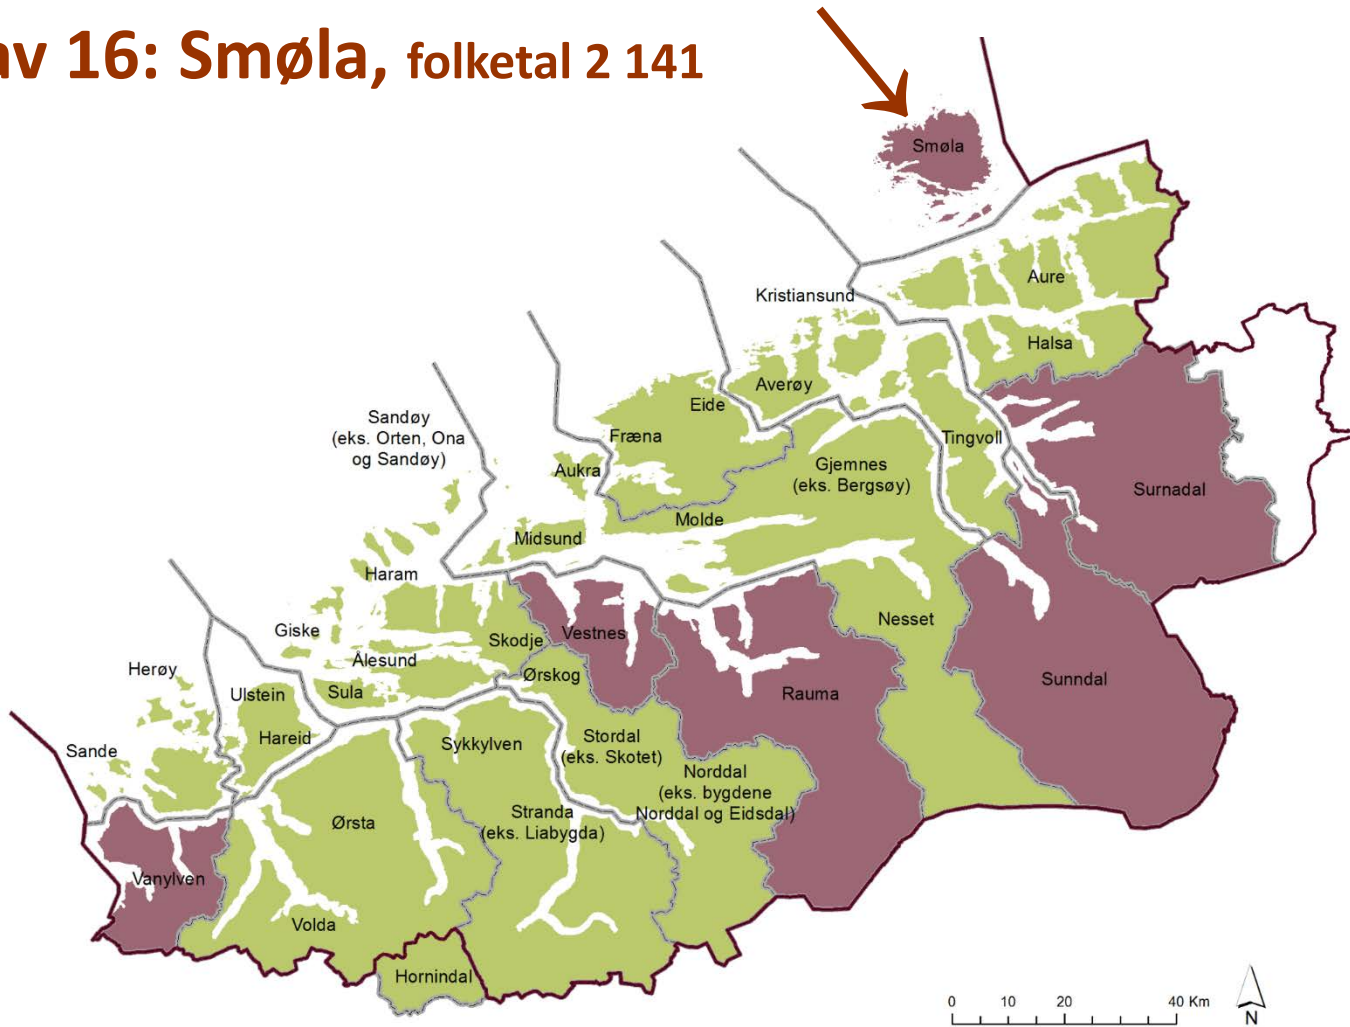 av 16: Smøla, folketal 2 141
Smøla
Aure
Kristiansund
Halsa
Averøy
Eide
Sandøy
(eks. Orten, Ona
og Sandøy)
Fræna
Tingvoll
Aukra
Gjemnes
(eks. Bergsøy)
Surnadal
Molde
Midsund
Haram
Nesset
Giske
Vestnes
Skodje
Ålesund
Herøy
Ørskog
Sunndal
Ulstein
Sula
Rauma
Hareid
Stordal
(eks. Skotet)
Sykkylven
Sande
Norddal
(eks. bygdene
Norddal og Eidsdal)
Stranda
(eks. Liabygda)
Ørsta
Vanylven
Volda
Hornindal
0 10 20 40 Km
N